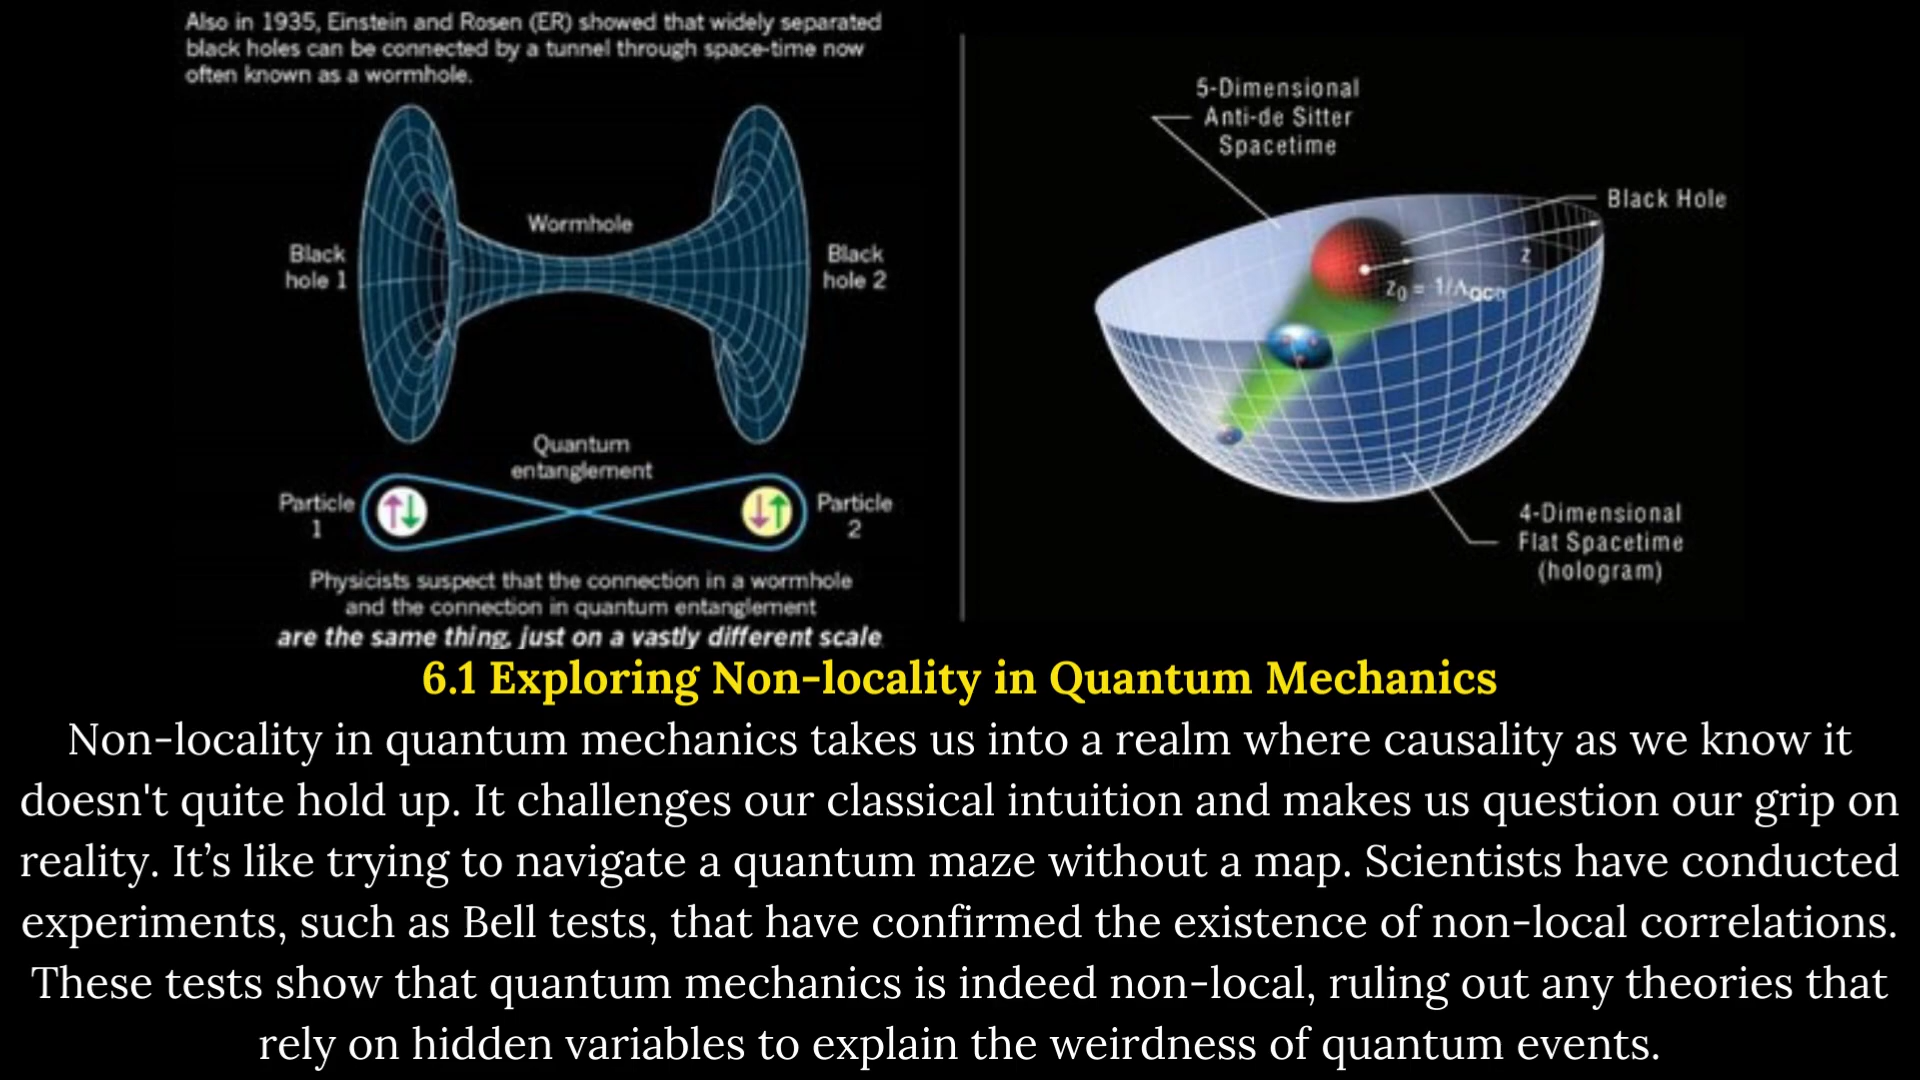 Also in 1935, Einstein and Rosen (ER) showed that widely separated
black holes can be connected by a tunnel through space-time now
often known as a wormhole.
Wormhole
Black
hole 1
Black
hole 2
Quantum
entanglement
Particle
1
Particle
2
Physicists suspect that the connection in a wormhole
and the connection in quantum entanglement
are the same thing, just on a vastly different scale
5-Dimensional
Anti-de Sitter
Spacetime
Black Hole
z
z₀ = 1/ΛQCD
4-Dimensional
Flat Spacetime
(hologram)
6.1 Exploring Non-locality in Quantum Mechanics
Non-locality in quantum mechanics takes us into a realm where causality as we know it
doesn't quite hold up. It challenges our classical intuition and makes us question our grip on
reality. It’s like trying to navigate a quantum maze without a map. Scientists have conducted
experiments, such as Bell tests, that have confirmed the existence of non-local correlations.
These tests show that quantum mechanics is indeed non-local, ruling out any theories that
rely on hidden variables to explain the weirdness of quantum events.